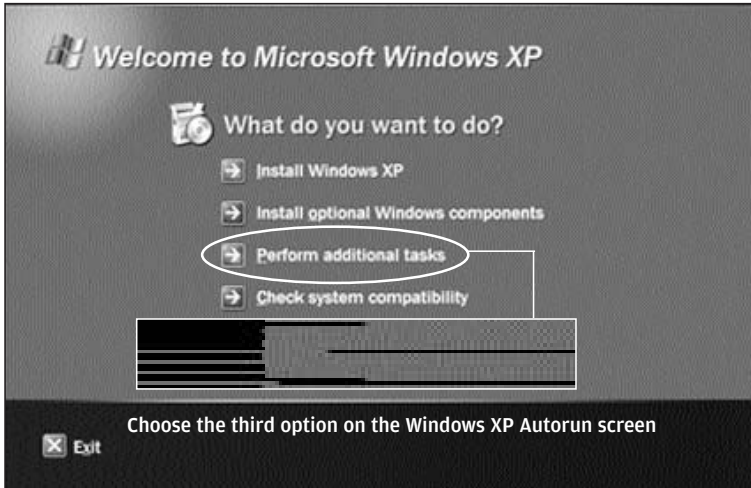 Welcome to Microsoft Windows XP
What do you want to do?
Install Windows XP
Install optional Windows components
Perform additional tasks
Check system compatibility
Choose the third option on the Windows XP Autorun screen
Exit